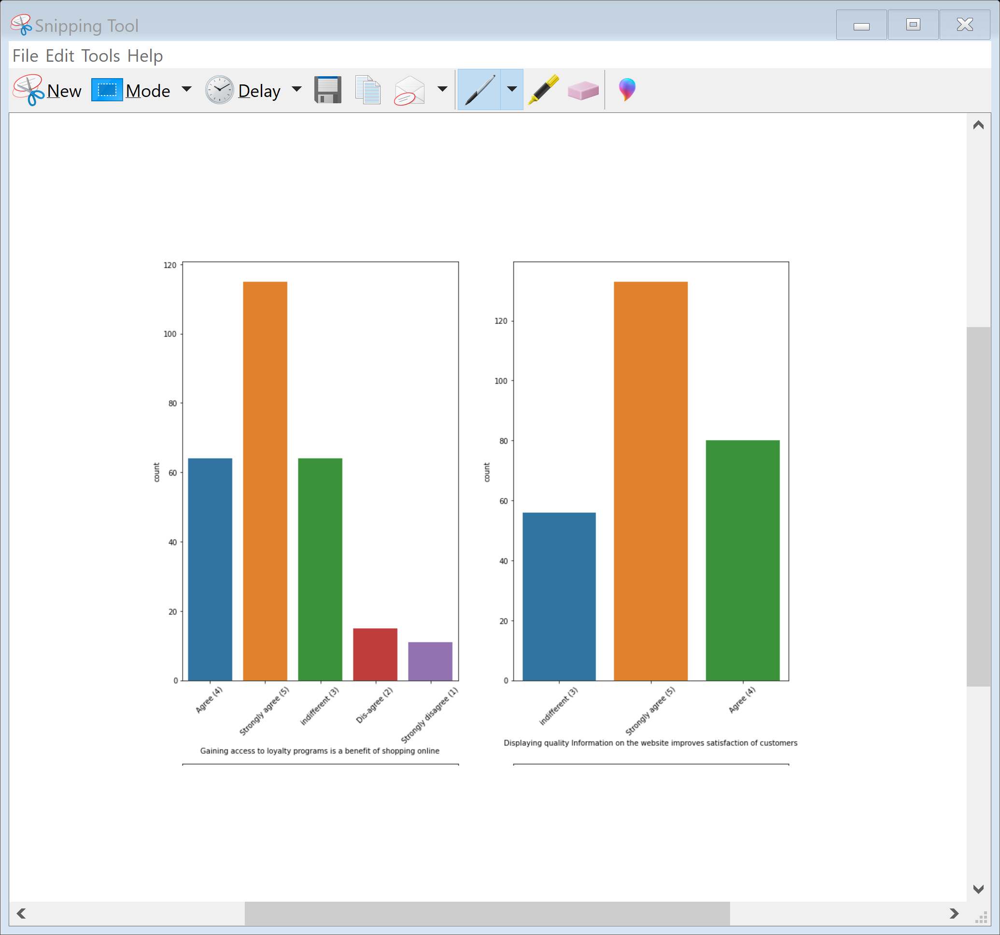 Snipping Tool
File Edit Tools Help
New Mode Delay
120
100
80
60
40
20
0
count
Agree (4)
Strongly agree (5)
indifferent (3)
Dis-agree (2)
Strongly disagree (1)
Gaining access to loyalty programs is a benefit of shopping online
120
100
80
60
40
20
0
count
indifferent (3)
Strongly agree (5)
Agree (4)
Displaying quality Information on the website improves satisfaction of customers